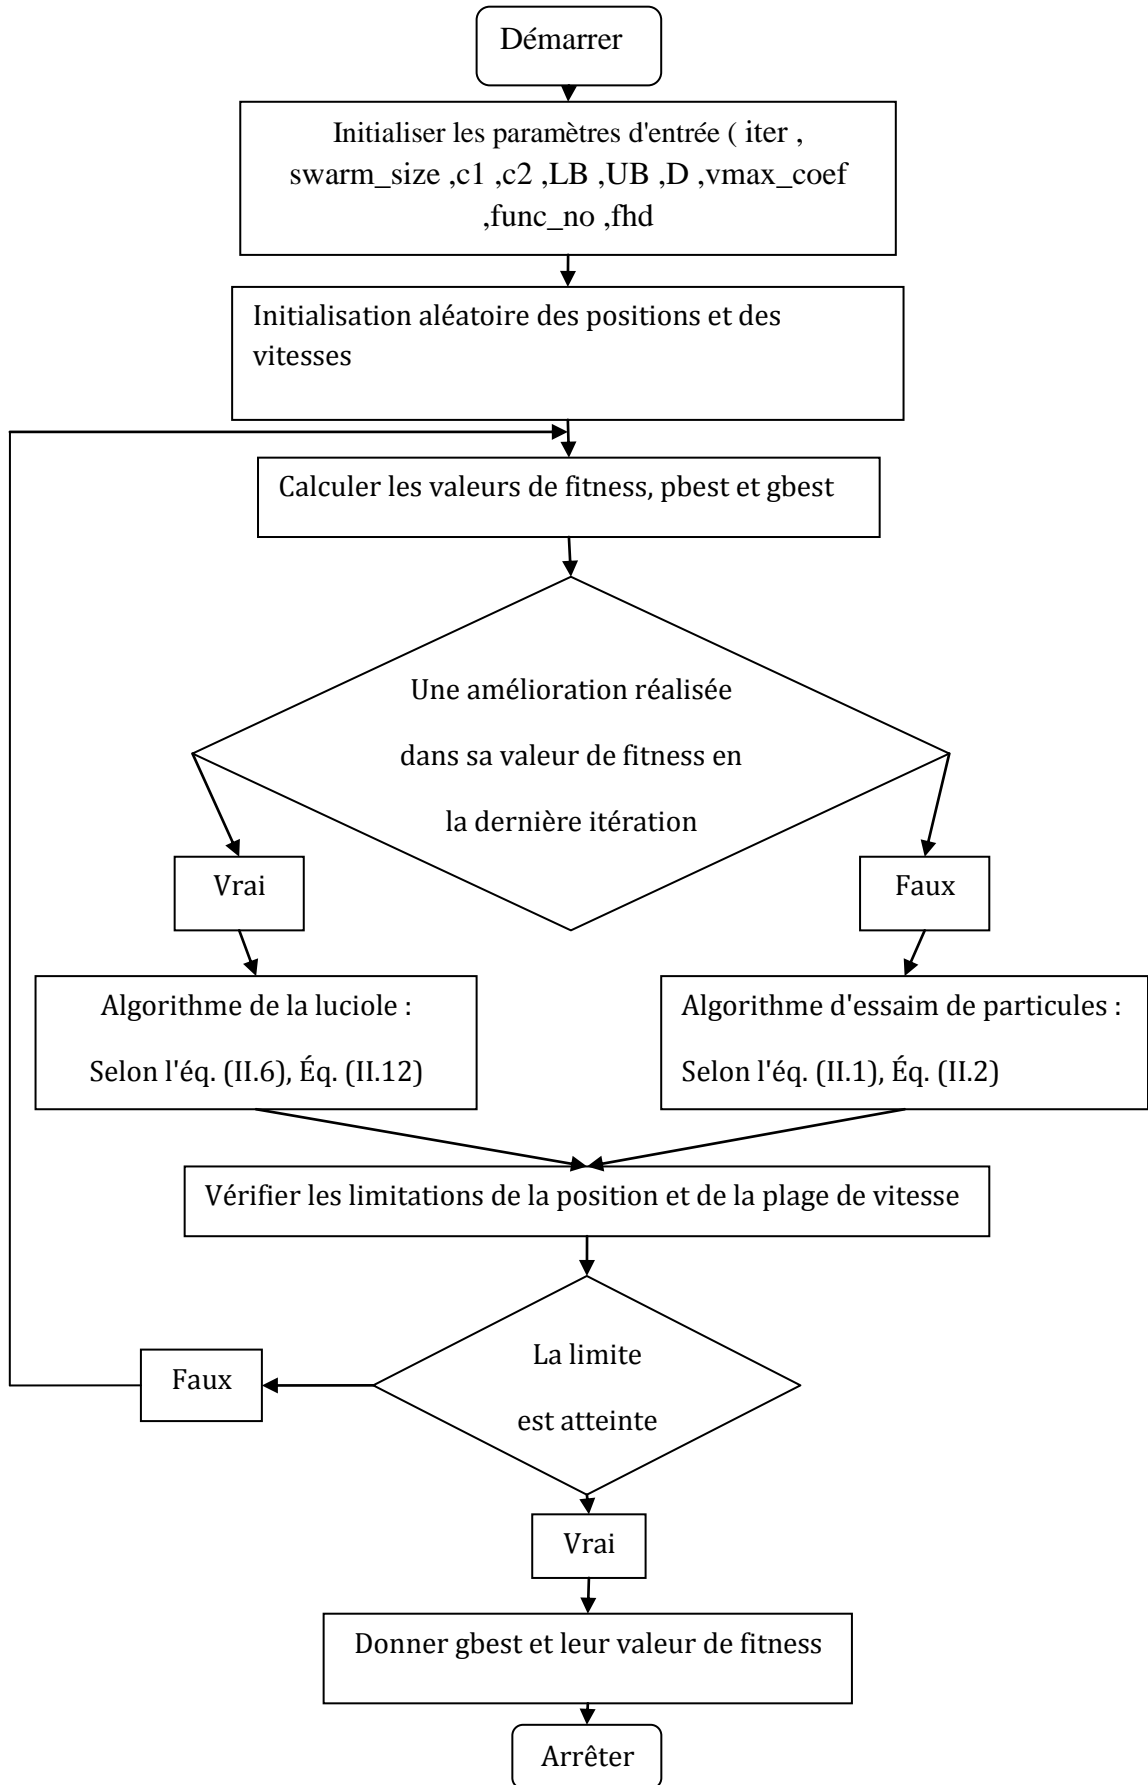 Démarrer
Initialiser les paramètres d'entrée ( iter ,
swarm_size ,c1 ,c2 ,LB ,UB ,D ,vmax_coef
,func_no ,fhd
Initialisation aléatoire des positions et des
vitesses
Calculer les valeurs de fitness, pbest et gbest
Une amélioration réalisée
dans sa valeur de fitness en
la dernière itération
Vrai
Faux
Algorithme de la luciole :
Selon l'éq. (II.6), Éq. (II.12)
Algorithme d'essaim de particules :
Selon l'éq. (II.1), Éq. (II.2)
Vérifier les limitations de la position et de la plage de vitesse
La limite
est atteinte
Faux
Vrai
Donner gbest et leur valeur de fitness
Arrêter